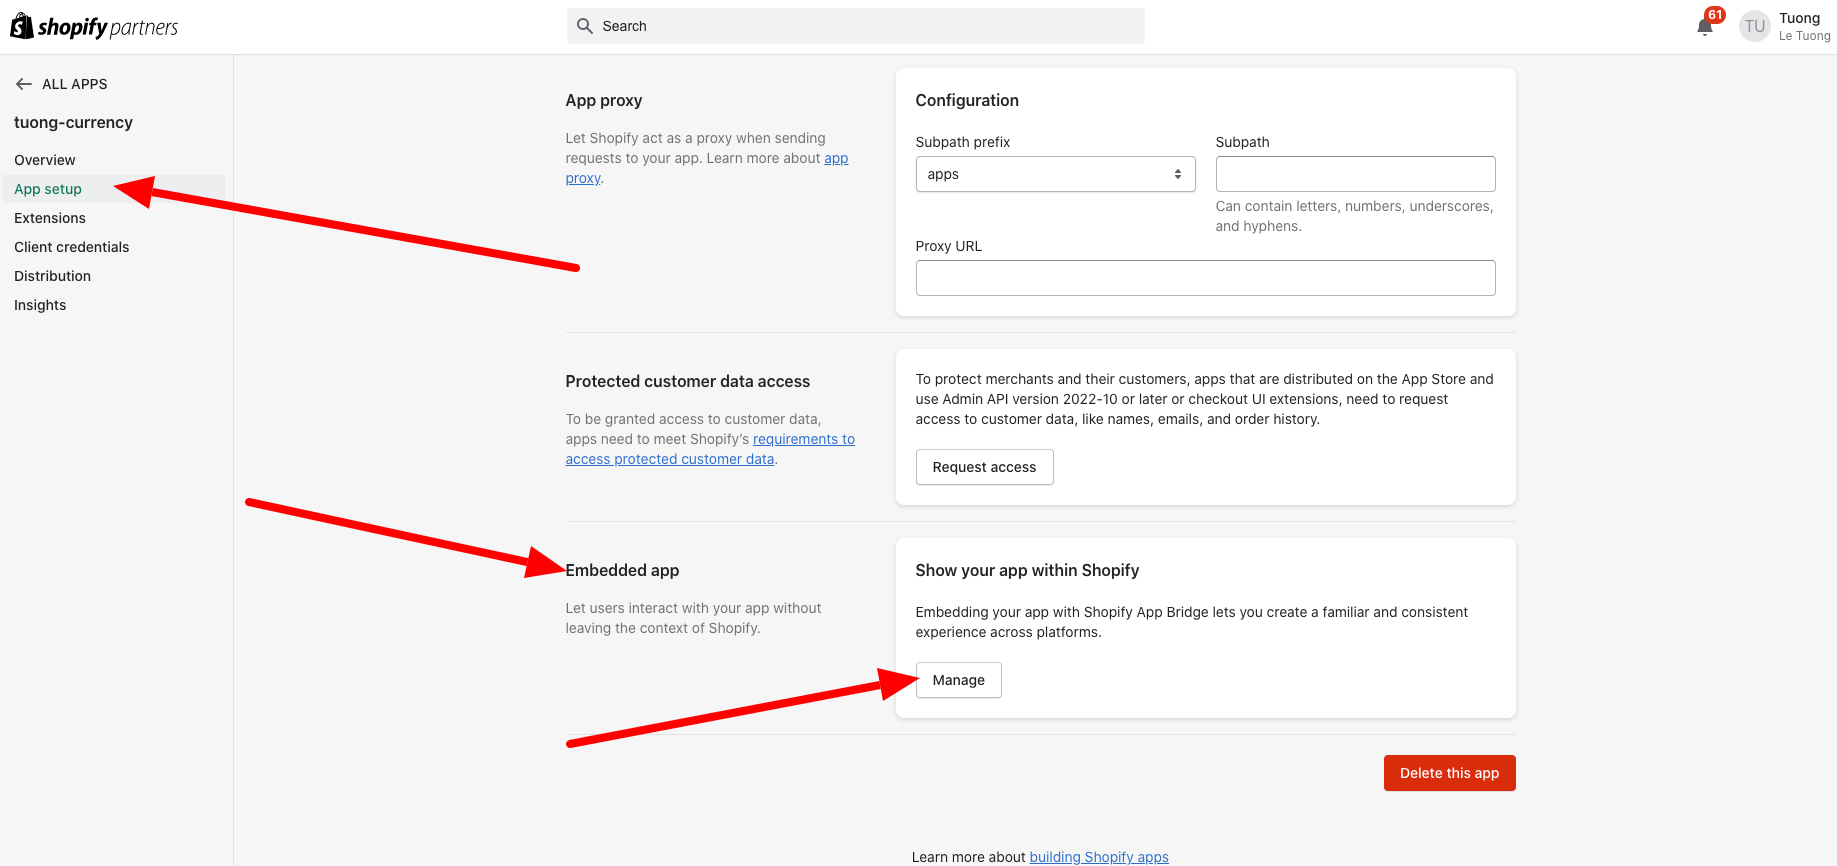 shopify partners
Search
61
TU
Tuong
Le Tuong
ALL APPS
tuong-currency
Overview
App setup
Extensions
Client credentials
Distribution
Insights
App proxy
Let Shopify act as a proxy when sending
requests to your app. Learn more about app
proxy.
Configuration
Subpath prefix
apps
Subpath
Can contain letters, numbers, underscores,
and hyphens.
Proxy URL
Protected customer data access
To be granted access to customer data,
apps need to meet Shopify's requirements to
access protected customer data.
To protect merchants and their customers, apps that are distributed on the App Store and
use Admin API version 2022-10 or later or checkout UI extensions, need to request
access to customer data, like names, emails, and order history.
Request access
Embedded app
Let users interact with your app without
leaving the context of Shopify.
Show your app within Shopify
Embedding your app with Shopify App Bridge lets you create a familiar and consistent
experience across platforms.
Manage
Delete this app
Learn more about building Shopify apps